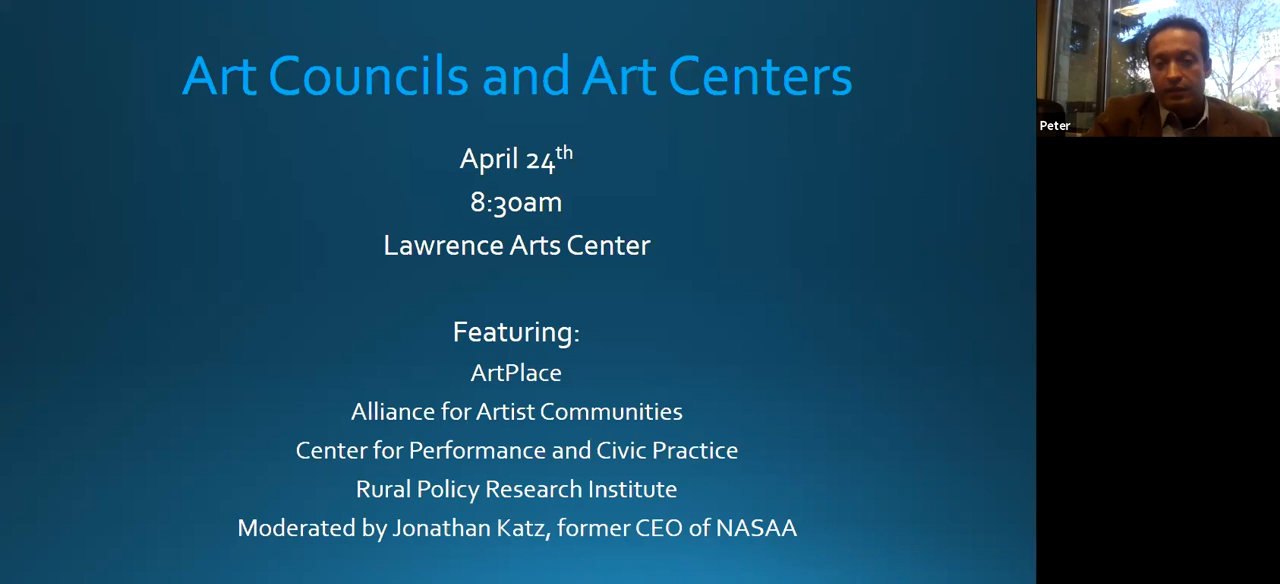 Art Councils and Art Centers
April 24th
8:30am
Lawrence Arts Center
Featuring:
ArtPlace
Alliance for Artist Communities
Center for Performance and Civic Practice
Rural Policy Research Institute
Moderated by Jonathan Katz, former CEO of NASAA
Peter